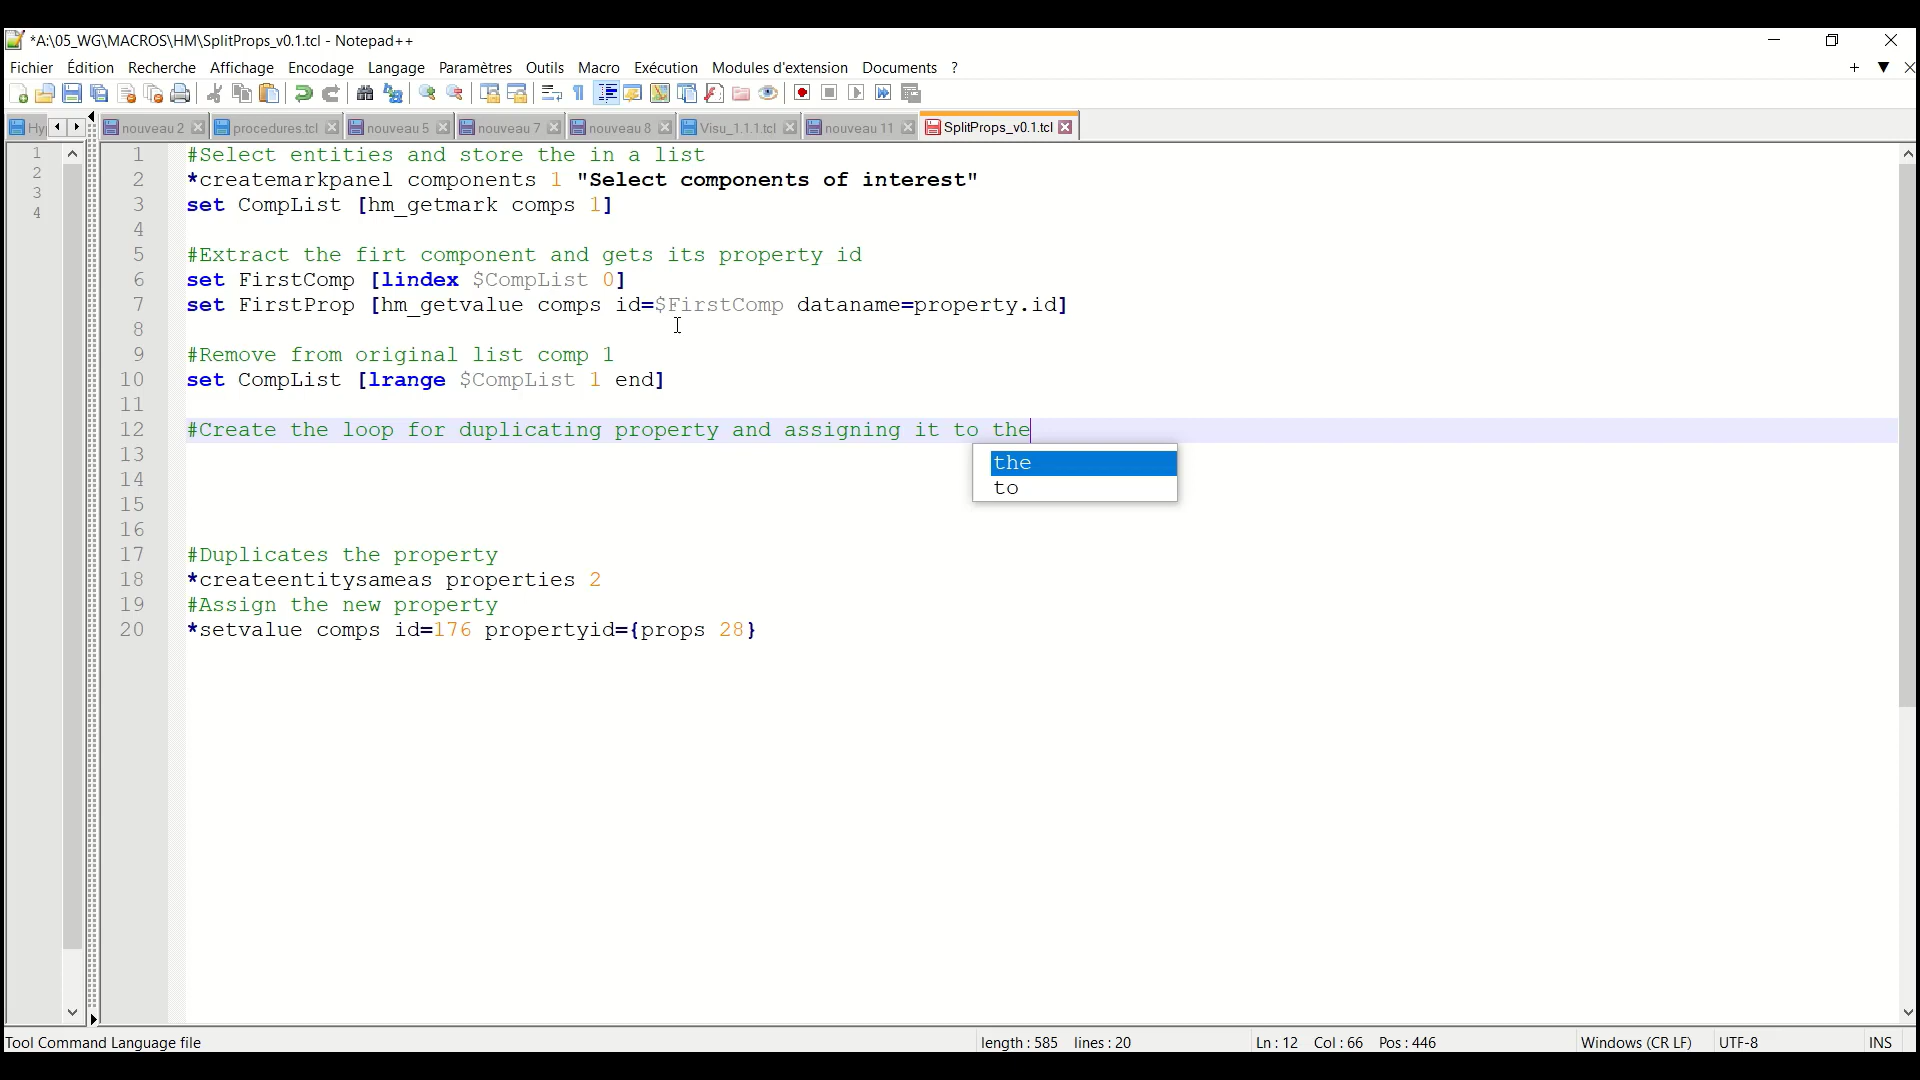 *A:\05_WG\MACROS\HM\SplitProps_v0.1.tcl - Notepad++
Fichier Édition Recherche Affichage Encodage Langage Paramètres Outils Macro Exécution Modules d'extension Documents ?
Hy nouveau 2 procedures.tcl nouveau 5 nouveau 7 nouveau 8 Visu_1.1.1.tcl nouveau 11 SplitProps_v0.1.tcl
1
2
3
4
1 #Select entities and store the in a list
2 *createmarkpanel components 1 "Select components of interest"
3 set CompList [hm_getmark comps 1]
4
5 #Extract the firt component and gets its property id
6 set FirstComp [lindex $CompList 0]
7 set FirstProp [hm_getvalue comps id=$FirstComp dataname=property.id]
8
9 #Remove from original list comp 1
10 set CompList [lrange $CompList 1 end]
11
12 #Create the loop for duplicating property and assigning it to the
13
the
14
to
15
16
17 #Duplicates the property
18 *createentitysameas properties 2
19 #Assign the new property
20 *setvalue comps id=176 propertyid={props 28}
Tool Command Language file length : 585 lines : 20 Ln : 12 Col : 66 Pos : 446 Windows (CR LF) UTF-8 INS